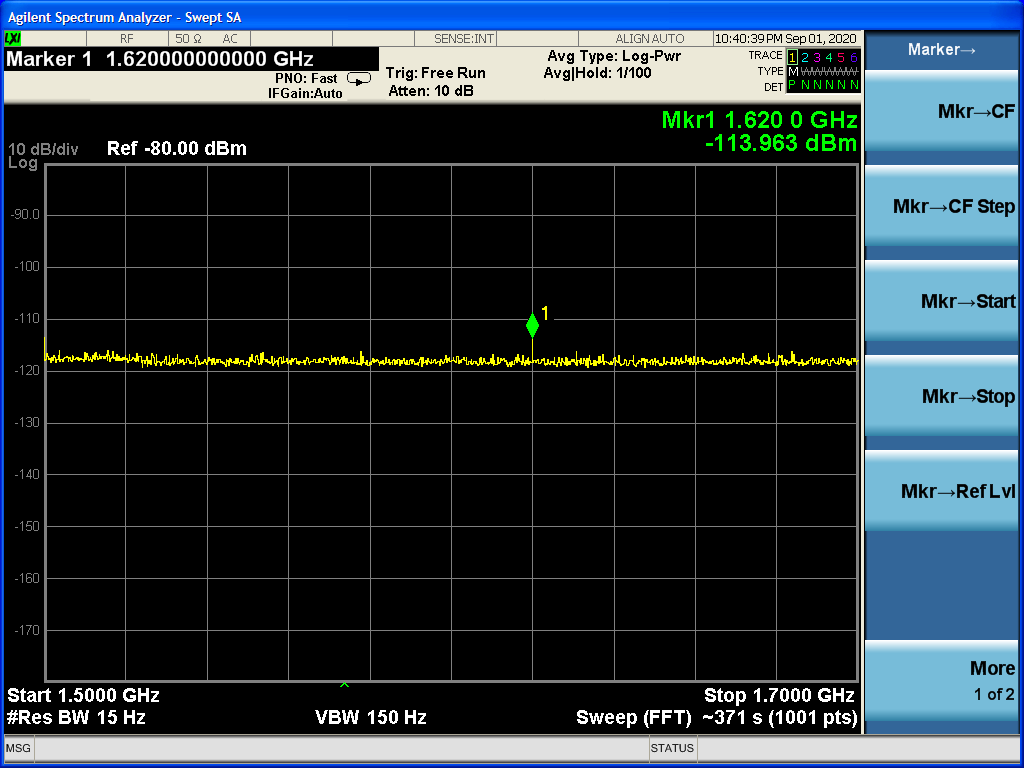 Agilent Spectrum Analyzer - Swept SA
LXI RF 50 Ω AC SENSE:INT ALIGN AUTO 10:40:39 PM Sep 01, 2020
Marker 1 1.620000000000 GHz
PNO: Fast
IFGain:Auto
Trig: Free Run
Atten: 10 dB
Avg Type: Log-Pwr
Avg|Hold: 1/100
TRACE 1 2 3 4 5 6
TYPE M W W W W W
DET P N N N N N
Mkr1 1.620 0 GHz
-113.963 dBm
10 dB/div Ref -80.00 dBm
Log
-90.0
-100
-110
-120
-130
-140
-150
-160
-170
1
Start 1.5000 GHz Stop 1.7000 GHz
#Res BW 15 Hz VBW 150 Hz Sweep (FFT) ~371 s (1001 pts)
MSG STATUS
Marker→
Mkr→CF
Mkr→CF Step
Mkr→Start
Mkr→Stop
Mkr→Ref Lvl
More
1 of 2